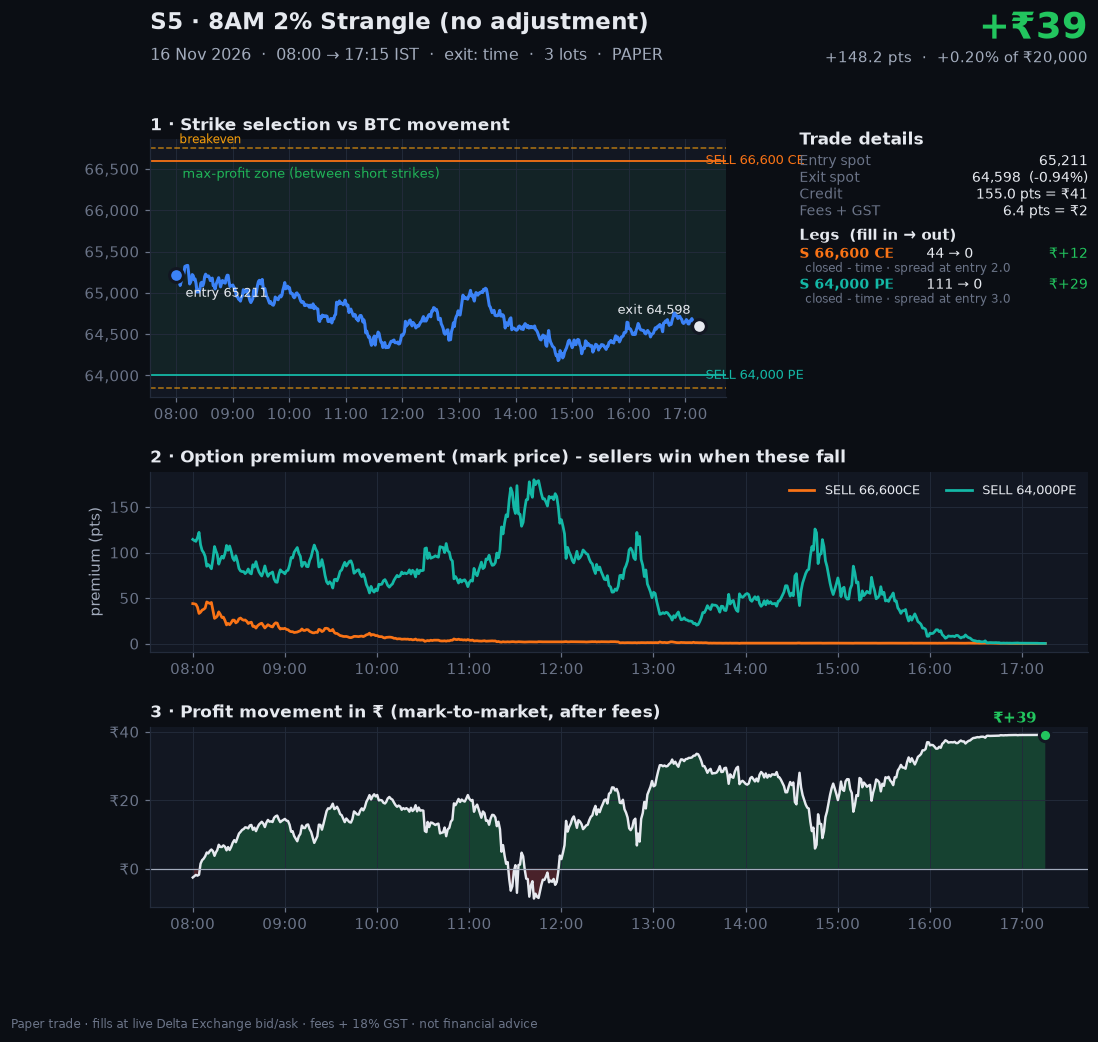 S5 · 8AM 2% Strangle (no adjustment)
+₹39
16 Nov 2026 · 08:00 → 17:15 IST · exit: time · 3 lots · PAPER
+148.2 pts · +0.20% of ₹20,000
1 · Strike selection vs BTC movement
breakeven
SELL 66,600 CE
max-profit zone (between short strikes)
entry 65,211
exit 64,598
SELL 64,000 PE
66,500
66,000
65,500
65,000
64,500
64,000
08:00 09:00 10:00 11:00 12:00 13:00 14:00 15:00 16:00 17:00
Trade details
Entry spot 65,211
Exit spot 64,598 (-0.94%)
Credit 155.0 pts = ₹41
Fees + GST 6.4 pts = ₹2
Legs (fill in → out)
S 66,600 CE 44 → 0 ₹+12
closed - time · spread at entry 2.0
S 64,000 PE 111 → 0 ₹+29
closed - time · spread at entry 3.0
2 · Option premium movement (mark price) - sellers win when these fall
SELL 66,600CE SELL 64,000PE
premium (pts)
150
100
50
0
08:00 09:00 10:00 11:00 12:00 13:00 14:00 15:00 16:00 17:00
3 · Profit movement in ₹ (mark-to-market, after fees)
₹+39
₹40
₹20
₹0
08:00 09:00 10:00 11:00 12:00 13:00 14:00 15:00 16:00 17:00
Paper trade · fills at live Delta Exchange bid/ask · fees + 18% GST · not financial advice